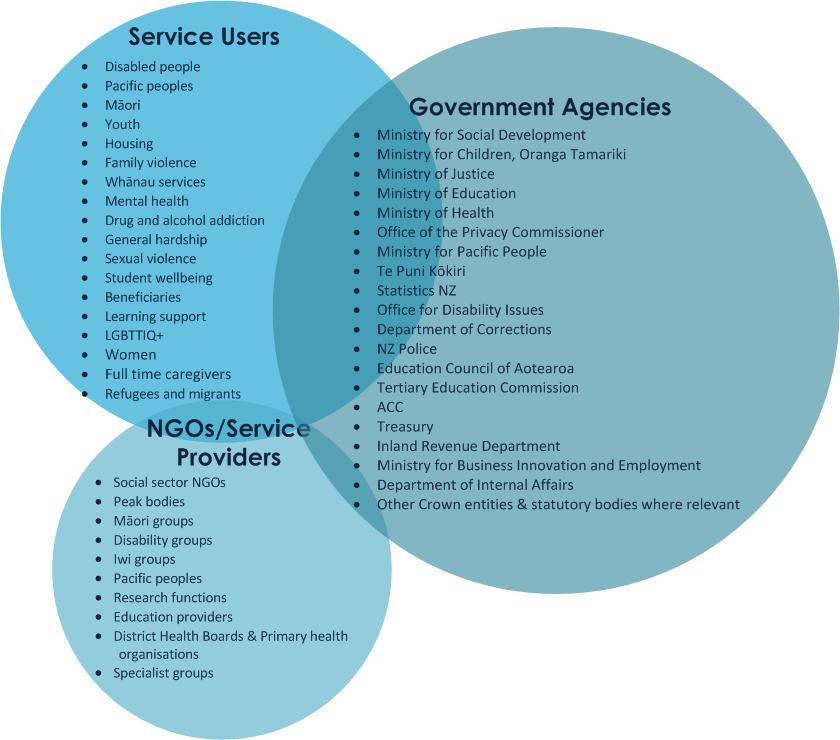 Service Users
• Disabled people
• Pacific peoples
• Māori
• Youth
• Housing
• Family violence
• Whānau services
• Mental health
• Drug and alcohol addiction
• General hardship
• Sexual violence
• Student wellbeing
• Beneficiaries
• Learning support
• LGBTTIQ+
• Women
• Full time caregivers
• Refugees and migrants
Government Agencies
• Ministry for Social Development
• Ministry for Children, Oranga Tamariki
• Ministry of Justice
• Ministry of Education
• Ministry of Health
• Office of the Privacy Commissioner
• Ministry for Pacific People
• Te Puni Kōkiri
• Statistics NZ
• Office for Disability Issues
• Department of Corrections
• NZ Police
• Education Council of Aotearoa
• Tertiary Education Commission
• ACC
• Treasury
• Inland Revenue Department
• Ministry for Business Innovation and Employment
• Department of Internal Affairs
• Other Crown entities & statutory bodies where relevant
NGOs/Service
Providers
• Social sector NGOs
• Peak bodies
• Māori groups
• Disability groups
• Iwi groups
• Pacific peoples
• Research functions
• Education providers
• District Health Boards & Primary health
organisations
• Specialist groups